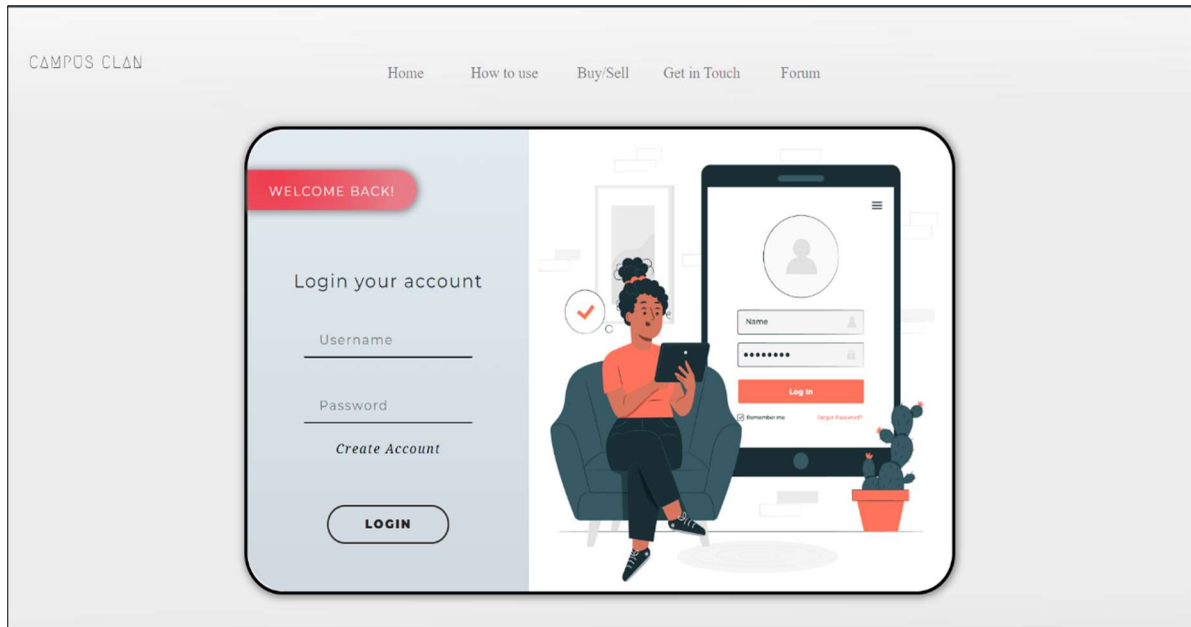 CAMPUS CLAN
Home How to use Buy/Sell Get in Touch Forum
WELCOME BACK!
Login your account
Username
Password
Create Account
LOGIN
Name
Log In
Remember me Forgot Password?